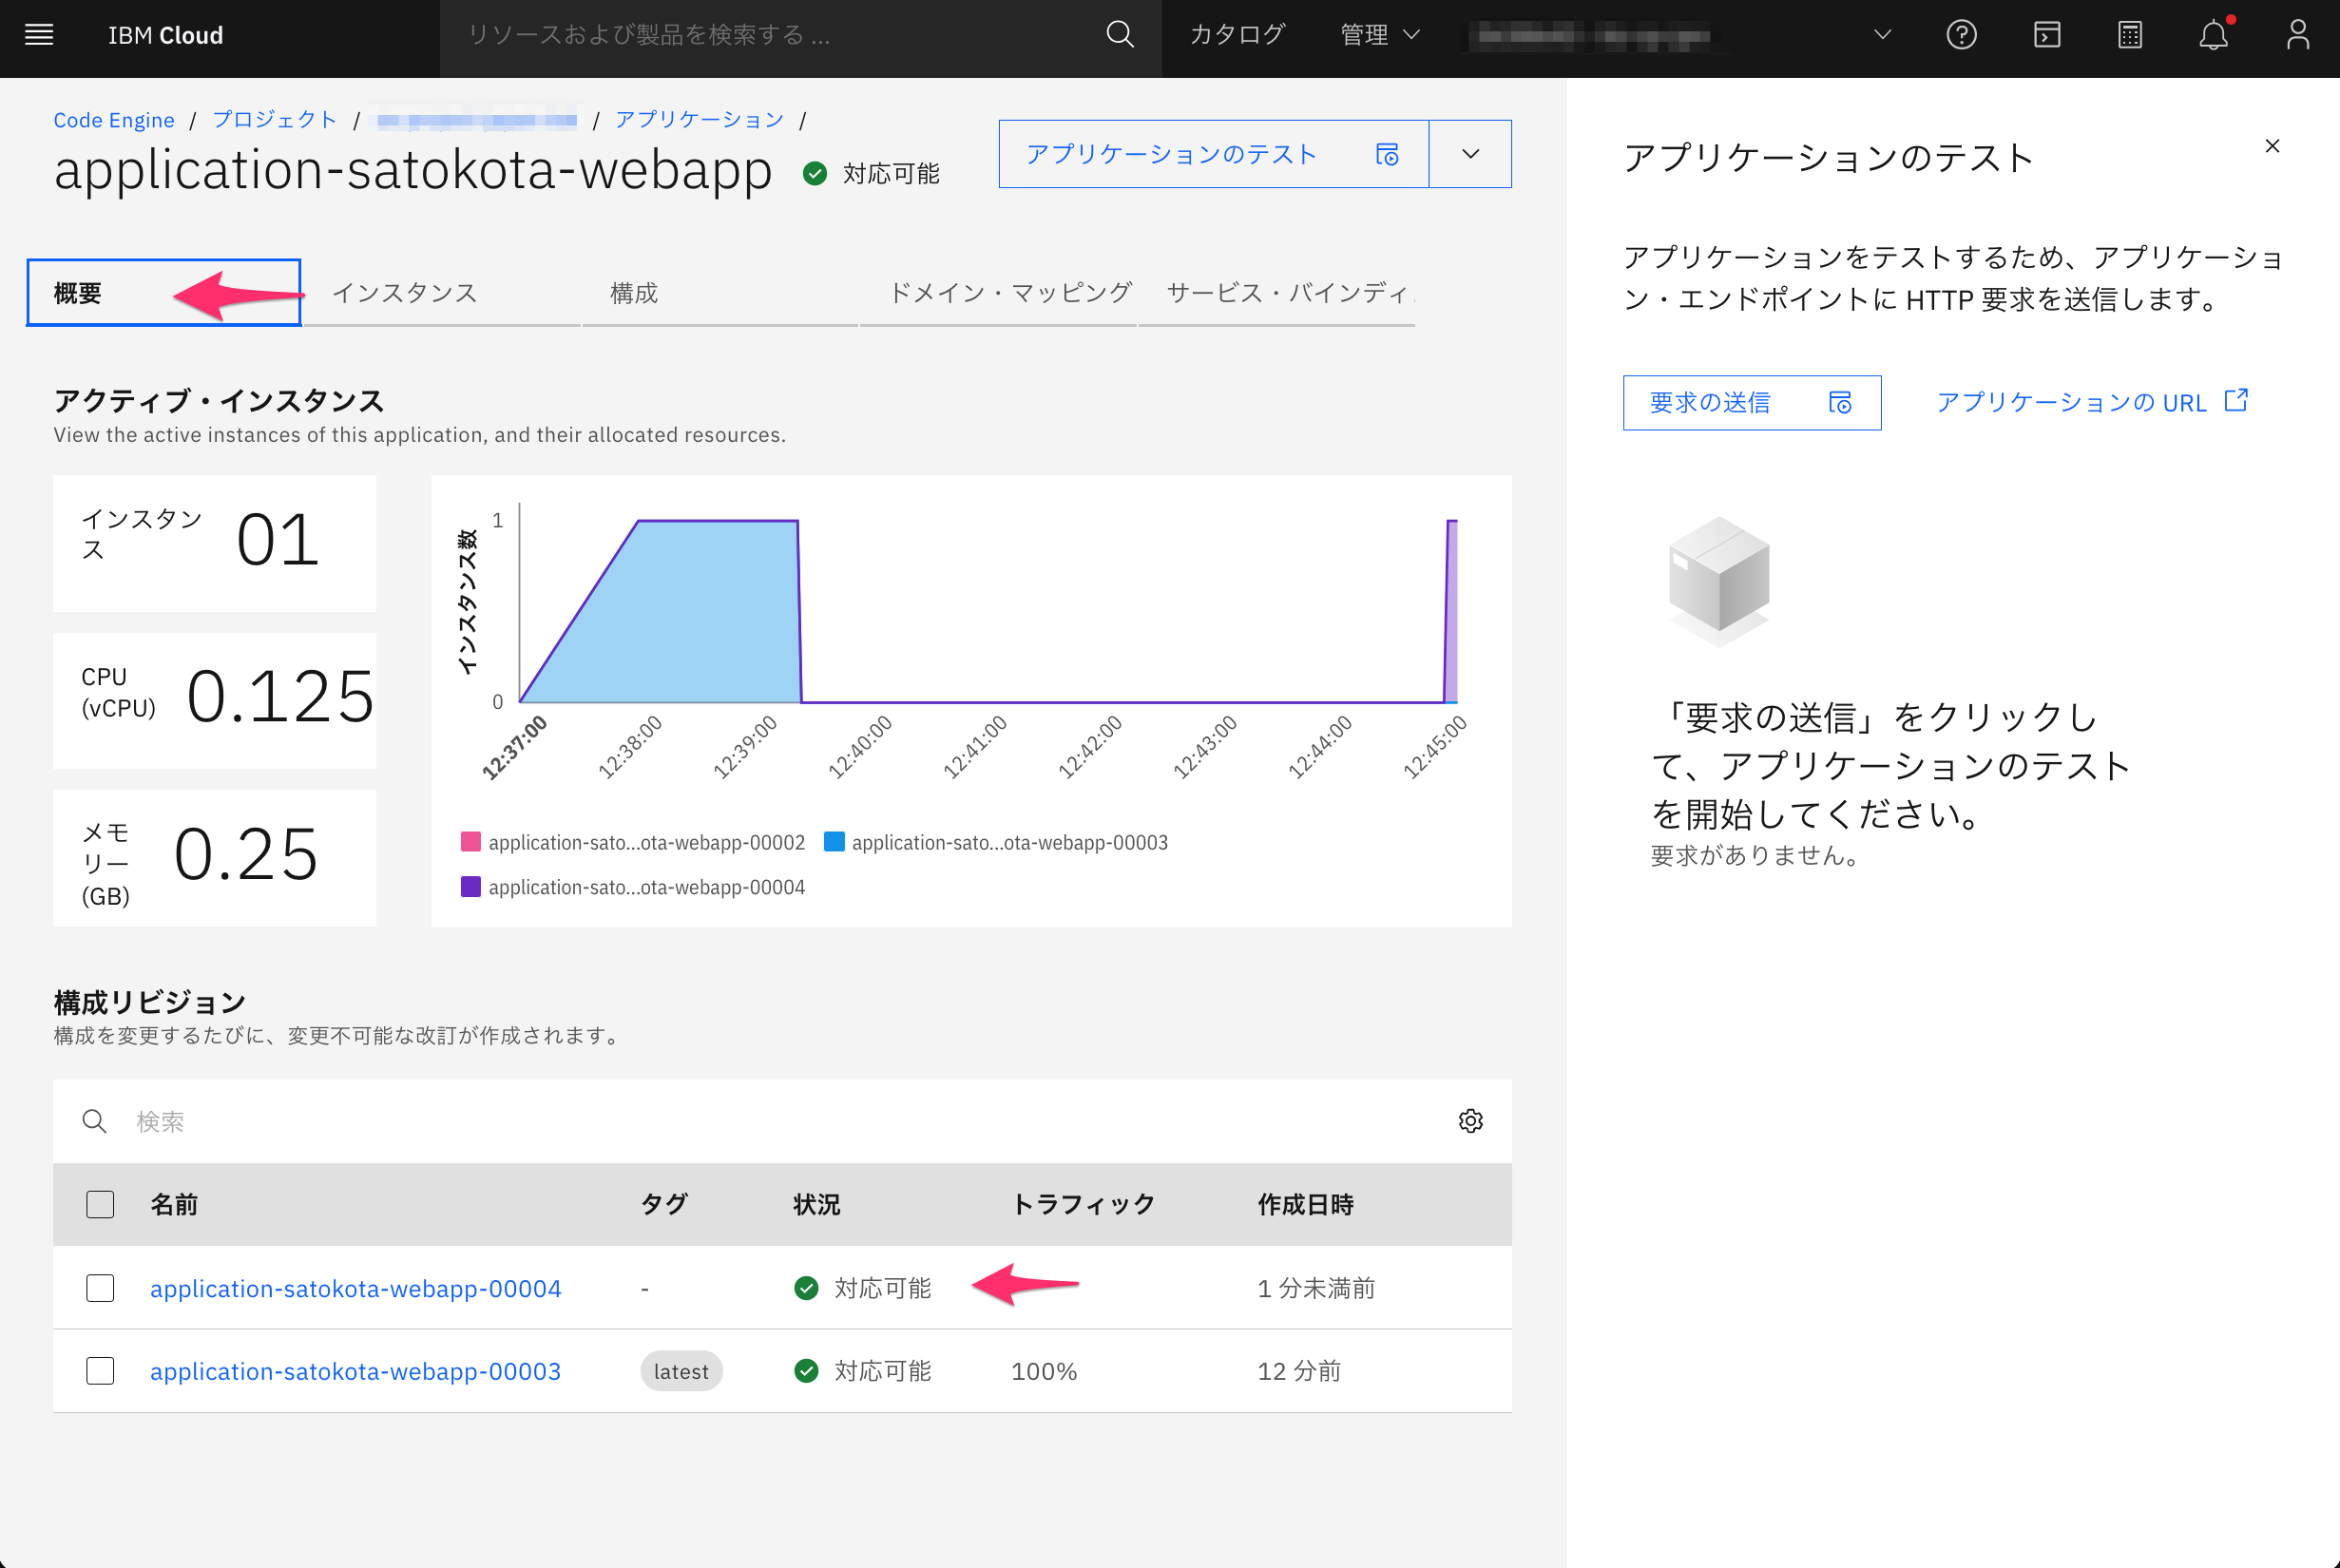 IBM Cloud
リソースおよび製品を検索する ...
カタログ
管理
Code Engine / プロジェクト / / アプリケーション /
application-satokota-webapp
対応可能
アプリケーションのテスト
概要
インスタンス
構成
ドメイン・マッピング
サービス・バインディ
アクティブ・インスタンス
View the active instances of this application, and their allocated resources.
インスタン
ス
01
CPU
(vCPU)
0.125
メモ
リー
(GB)
0.25
インスタンス数
1
0
12:37:00
12:38:00
12:39:00
12:40:00
12:41:00
12:42:00
12:43:00
12:44:00
12:45:00
application-sato...ota-webapp-00002
application-sato...ota-webapp-00003
application-sato...ota-webapp-00004
構成リビジョン
構成を変更するたびに、変更不可能な改訂が作成されます。
検索
名前 タグ 状況 トラフィック 作成日時
application-satokota-webapp-00004 - 対応可能 1 分未満前
application-satokota-webapp-00003 latest 対応可能 100% 12 分前
アプリケーションのテスト
アプリケーションをテストするため、アプリケーショ
ン・エンドポイントに HTTP 要求を送信します。
要求の送信
アプリケーションの URL
「要求の送信」をクリックし
て、アプリケーションのテスト
を開始してください。
要求がありません。